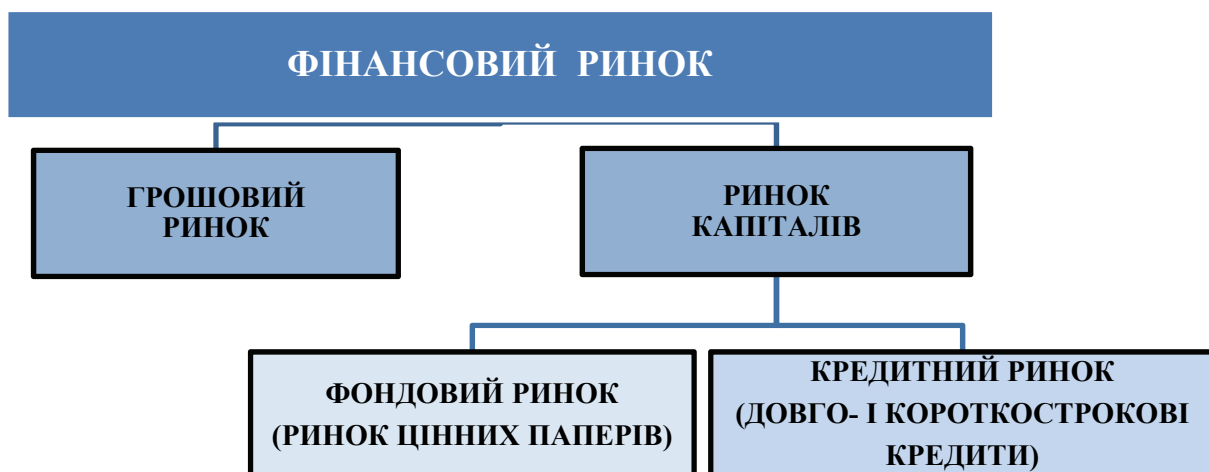 ФІНАНСОВИЙ РИНОК
ГРОШОВИЙ
РИНОК
РИНОК
КАПІТАЛІВ
ФОНДОВИЙ РИНОК
(РИНОК ЦІННИХ ПАПЕРІВ)
КРЕДИТНИЙ РИНОК
(ДОВГО- І КОРОТКОСТРОКОВІ
КРЕДИТИ)